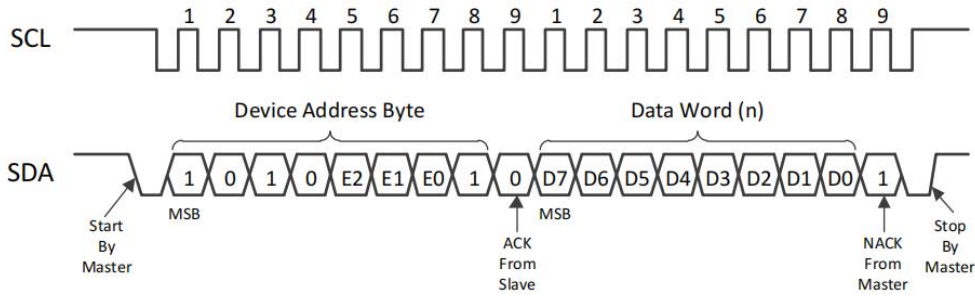 1 2 3 4 5 6 7 8 9 1 2 3 4 5 6 7 8 9
SCL
Device Address Byte Data Word (n)
SDA 1 0 1 0 E2 E1 E0 1 0 D7 D6 D5 D4 D3 D2 D1 D0 1
MSB MSB
Start
By
Master
ACK
From
Slave
NACK
From
Master
Stop
By
Master